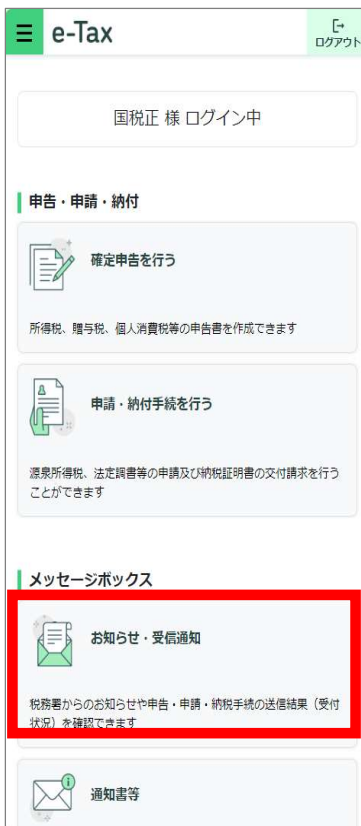 e-Tax
ログアウト
国税正 様 ログイン中
申告・申請・納付
確定申告を行う
所得税、贈与税、個人消費税等の申告書を作成できます
申請・納付手続を行う
源泉所得税、法定調書等の申請及び納税証明書の交付請求を行う
ことができます
メッセージボックス
お知らせ・受信通知
税務署からのお知らせや申告・申請・納税手続の送信結果（受付
状況）を確認できます
通知書等